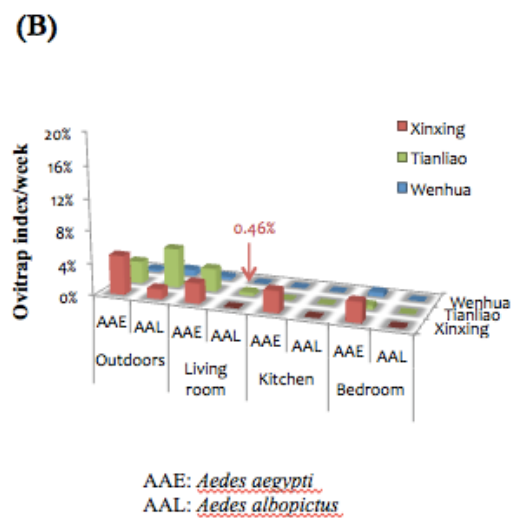 (B)
Ovitrap index/week
20%
16%
12%
8%
4%
0%
Xinxing
Tianliao
Wenhua
0.46%
Wenhua
Tianliao
Xinxing
AAE AAL AAE AAL AAE AAL AAE AAL
Outdoors Living room Kitchen Bedroom
AAE: Aedes aegypti
AAL: Aedes albopictus